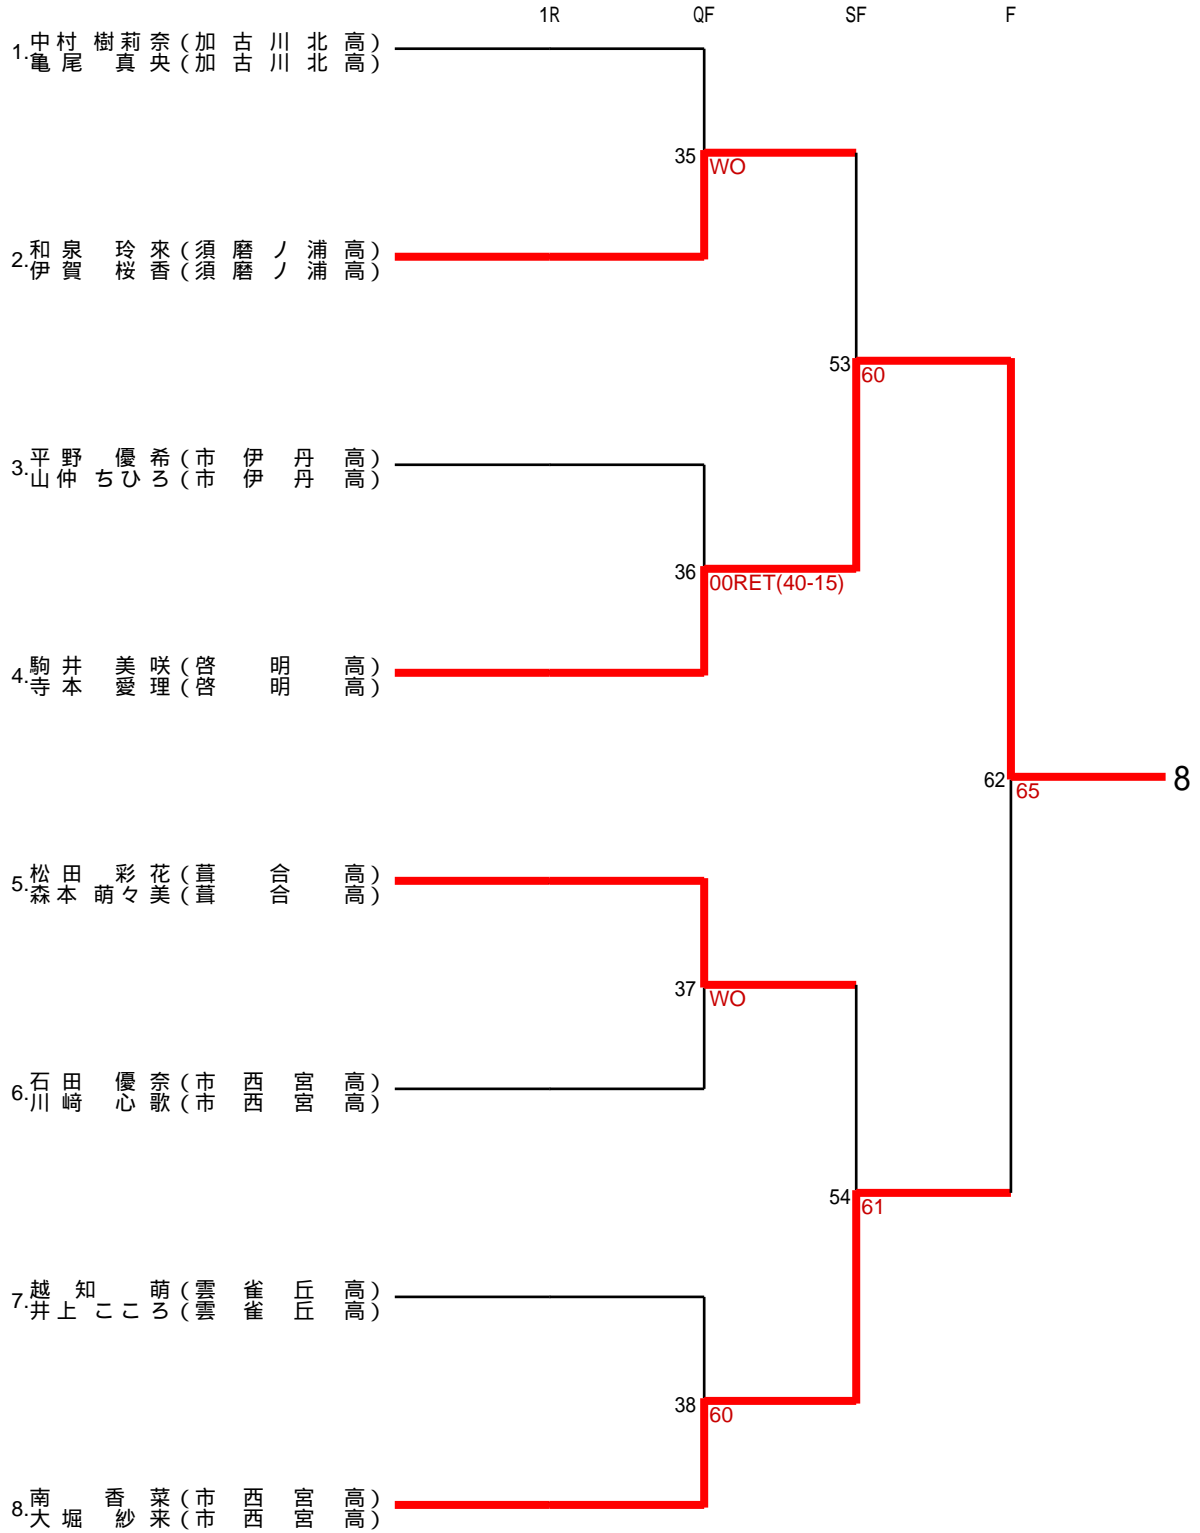 1R QF SF F
1. 中村 樹莉奈 (加古川北高)
亀尾 真央 (加古川北高)
35 WO
2. 和泉 玲來 (須磨ノ浦高)
伊賀 桜香 (須磨ノ浦高)
53 60
3. 平野 優希 (市伊丹高)
山仲 ちひろ (市伊丹高)
36 00RET(40-15)
4. 駒井 美咲 (啓明高)
寺本 愛理 (啓明高)
62 65 8
5. 松田 彩花 (葺合高)
森本 萌々美 (葺合高)
37 WO
6. 石田 優奈 (市西宮高)
川﨑 心歌 (市西宮高)
54 61
7. 越知 萌 (雲雀丘高)
井上 こころ (雲雀丘高)
38 60
8. 南 香菜 (市西宮高)
大堀 紗来 (市西宮高)